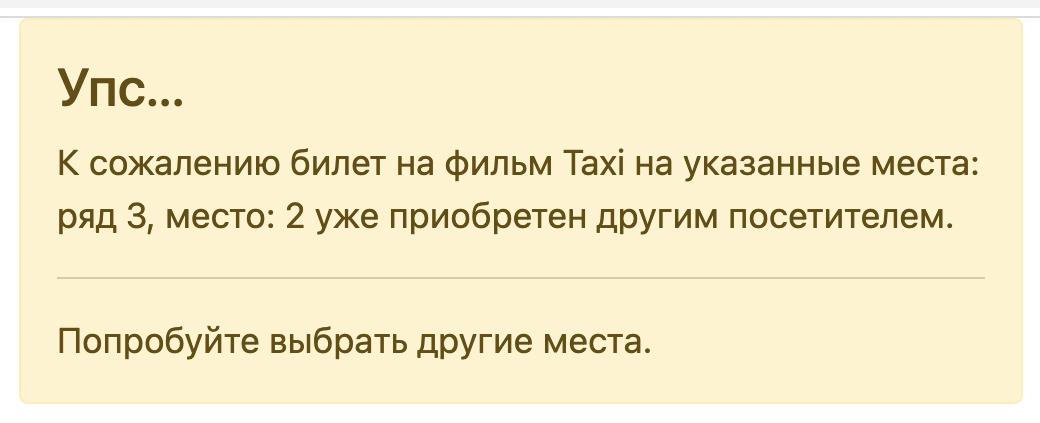 Упс...
К сожалению билет на фильм Taxi на указанные места:
ряд 3, место: 2 уже приобретен другим посетителем.
Попробуйте выбрать другие места.